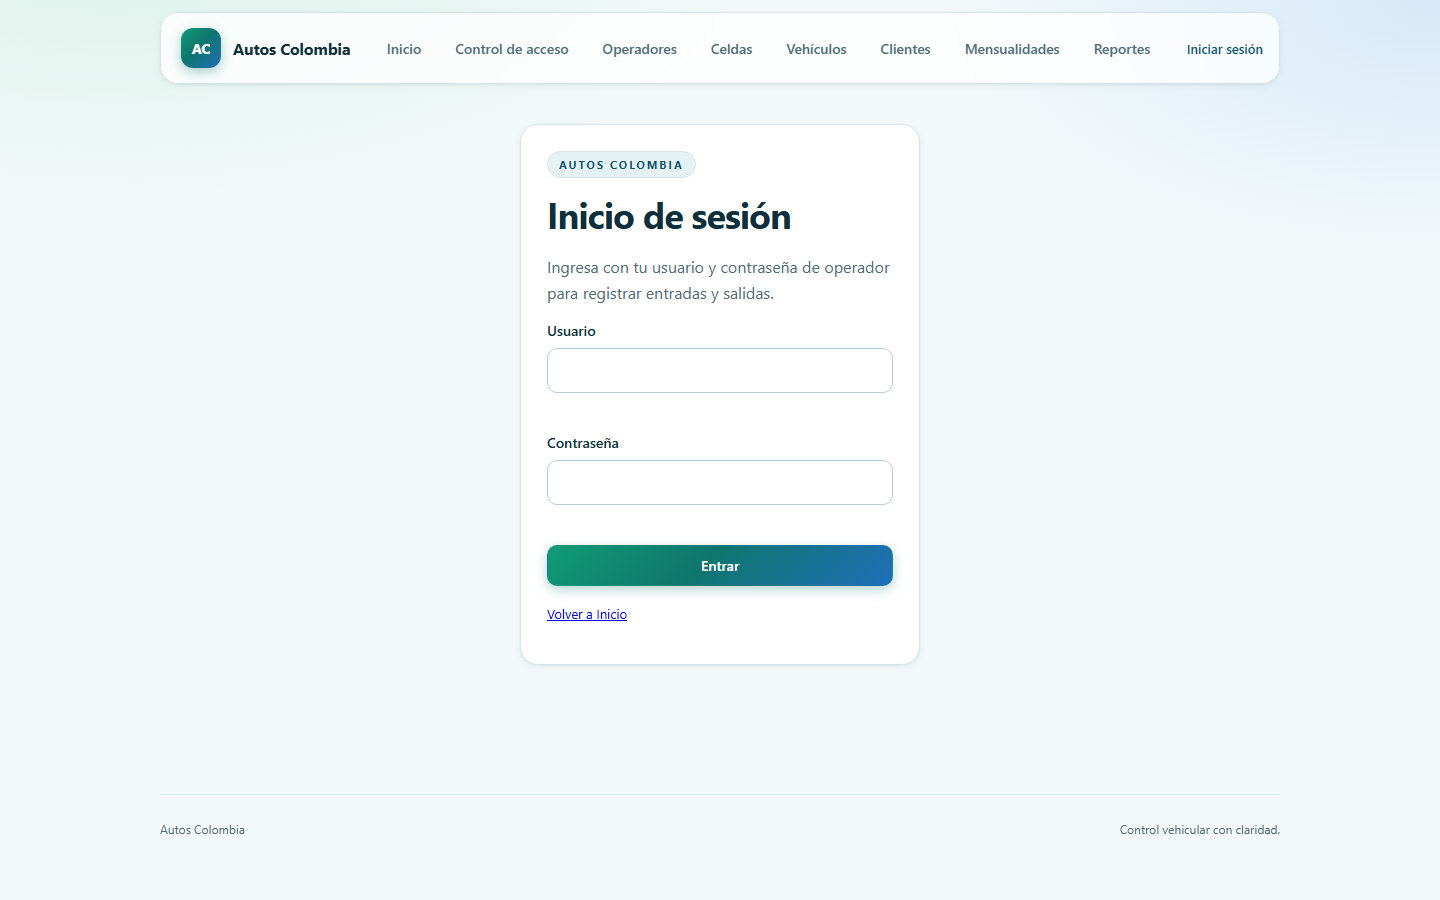 AC Autos Colombia Inicio Control de acceso Operadores Celdas Vehículos Clientes Mensualidades Reportes Iniciar sesión
AUTOS COLOMBIA
Inicio de sesión
Ingresa con tu usuario y contraseña de operador
para registrar entradas y salidas.
Usuario
Contraseña
Entrar
Volver a Inicio
Autos Colombia Control vehicular con claridad.